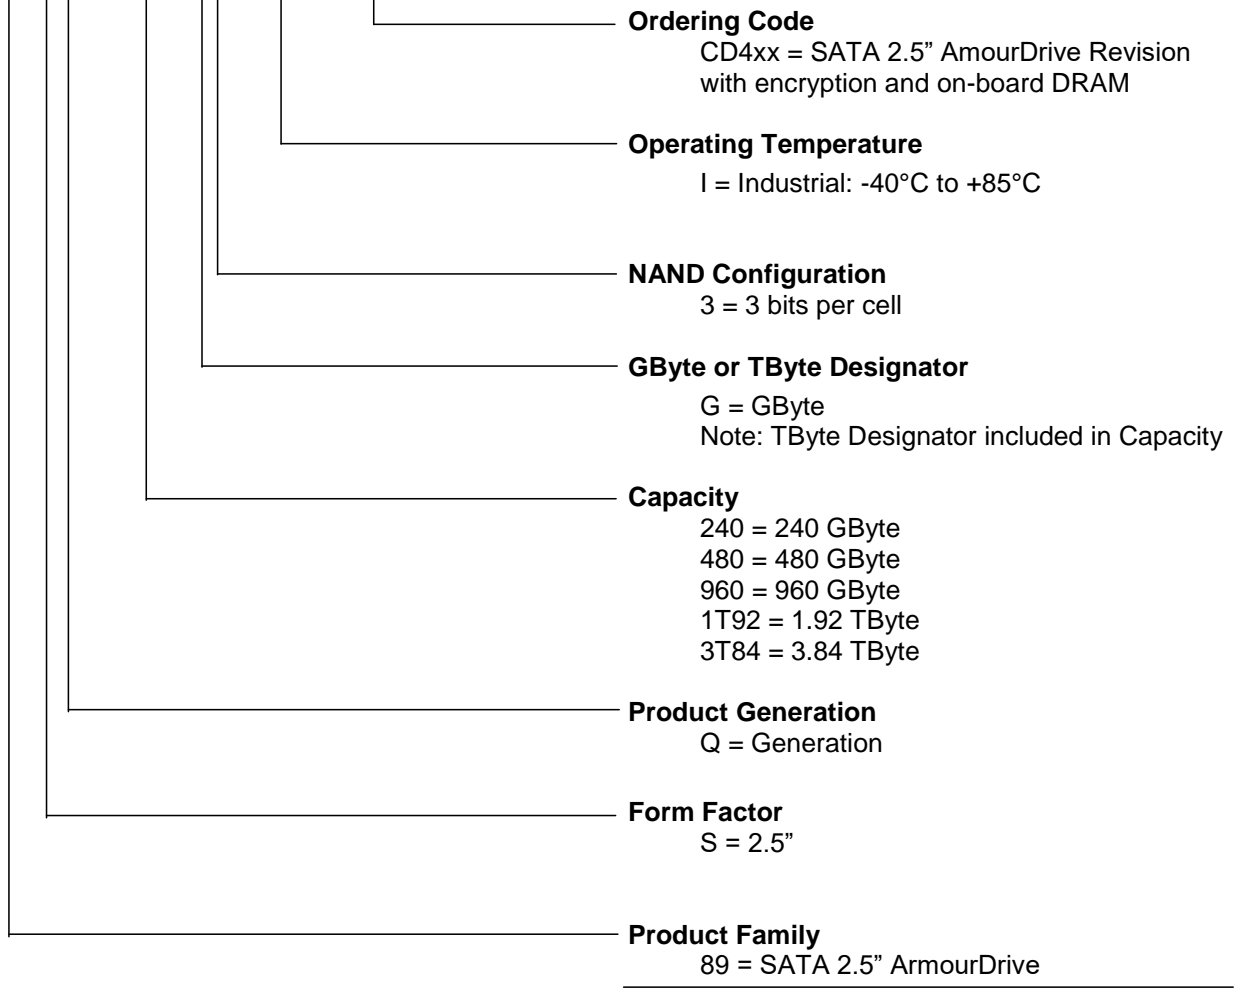 Ordering Code
CD4xx = SATA 2.5” AmourDrive Revision
with encryption and on-board DRAM
Operating Temperature
I = Industrial: -40°C to +85°C
NAND Configuration
3 = 3 bits per cell
GByte or TByte Designator
G = GByte
Note: TByte Designator included in Capacity
Capacity
240 = 240 GByte
480 = 480 GByte
960 = 960 GByte
1T92 = 1.92 TByte
3T84 = 3.84 TByte
Product Generation
Q = Generation
Form Factor
S = 2.5”
Product Family
89 = SATA 2.5” ArmourDrive